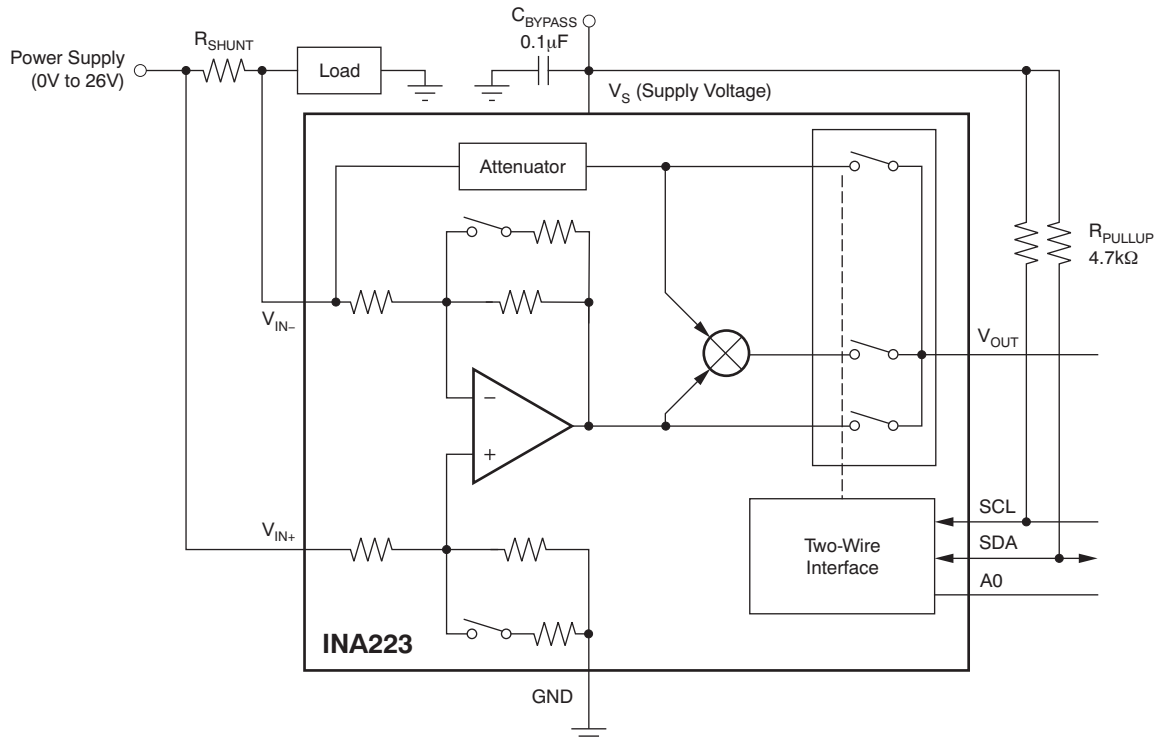 C_BYPASS
0.1μF
R_SHUNT
Power Supply
(0V to 26V)
Load
V_S (Supply Voltage)
Attenuator
R_PULLUP
4.7kΩ
V_IN–
V_OUT
−
+
V_IN+
SCL
SDA
A0
Two-Wire
Interface
INA223
GND